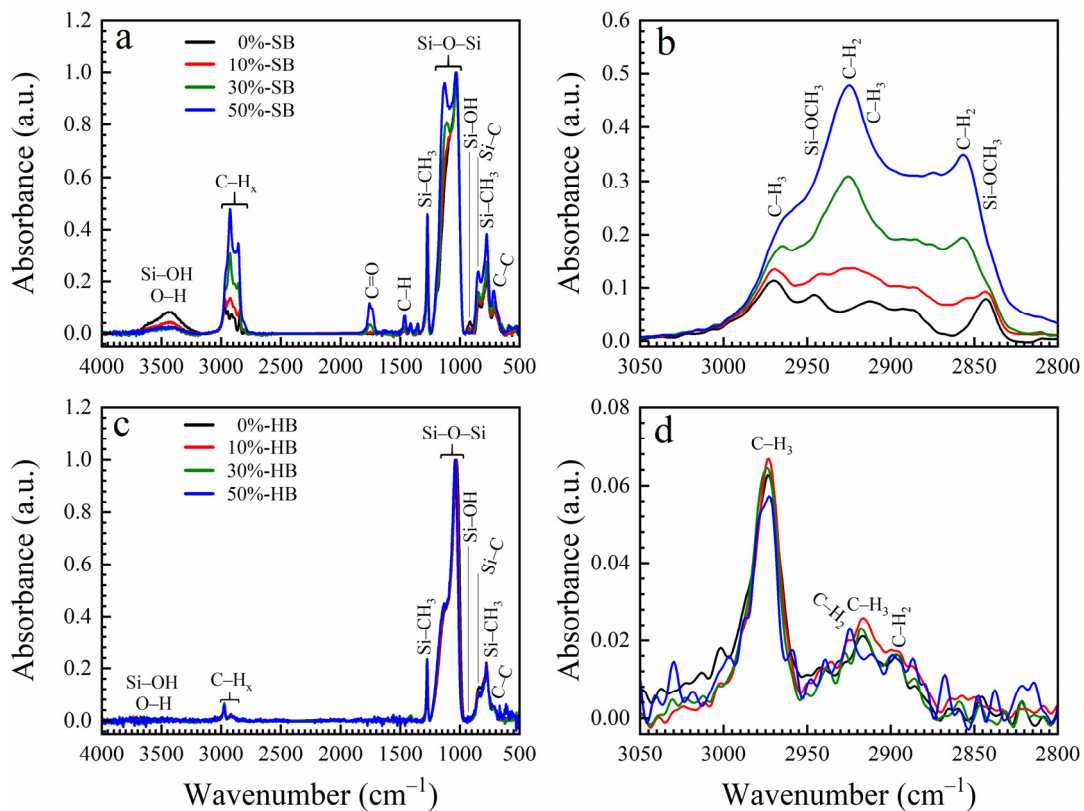 a
0%-SB
10%-SB
30%-SB
50%-SB
Si–O–Si
Si–OH
Si–C
Si–CH₃
Si–CH₃
C–Hₓ
Si–OH
O–H
C=O
C–H
C–C
Absorbance (a.u.)
1.2
1.0
0.8
0.6
0.4
0.2
0.0
4000 3500 3000 2500 2000 1500 1000 500
b
C–H₂
Si–OCH₃
C–H₃
C–H₂
C–H₃
Si–OCH₃
Absorbance (a.u.)
0.6
0.5
0.4
0.3
0.2
0.1
0.0
3050 3000 2950 2900 2850 2800
c
0%-HB
10%-HB
30%-HB
50%-HB
Si–O–Si
Si–OH
Si–C
Si–CH₃
Si–CH₃
C–C
Si–OH
O–H
C–Hₓ
Absorbance (a.u.)
1.2
1.0
0.8
0.6
0.4
0.2
0.0
4000 3500 3000 2500 2000 1500 1000 500
Wavenumber (cm⁻¹)
d
C–H₃
C–H₂
C–H₃
C–H₂
Absorbance (a.u.)
0.08
0.06
0.04
0.02
0.00
3050 3000 2950 2900 2850 2800
Wavenumber (cm⁻¹)